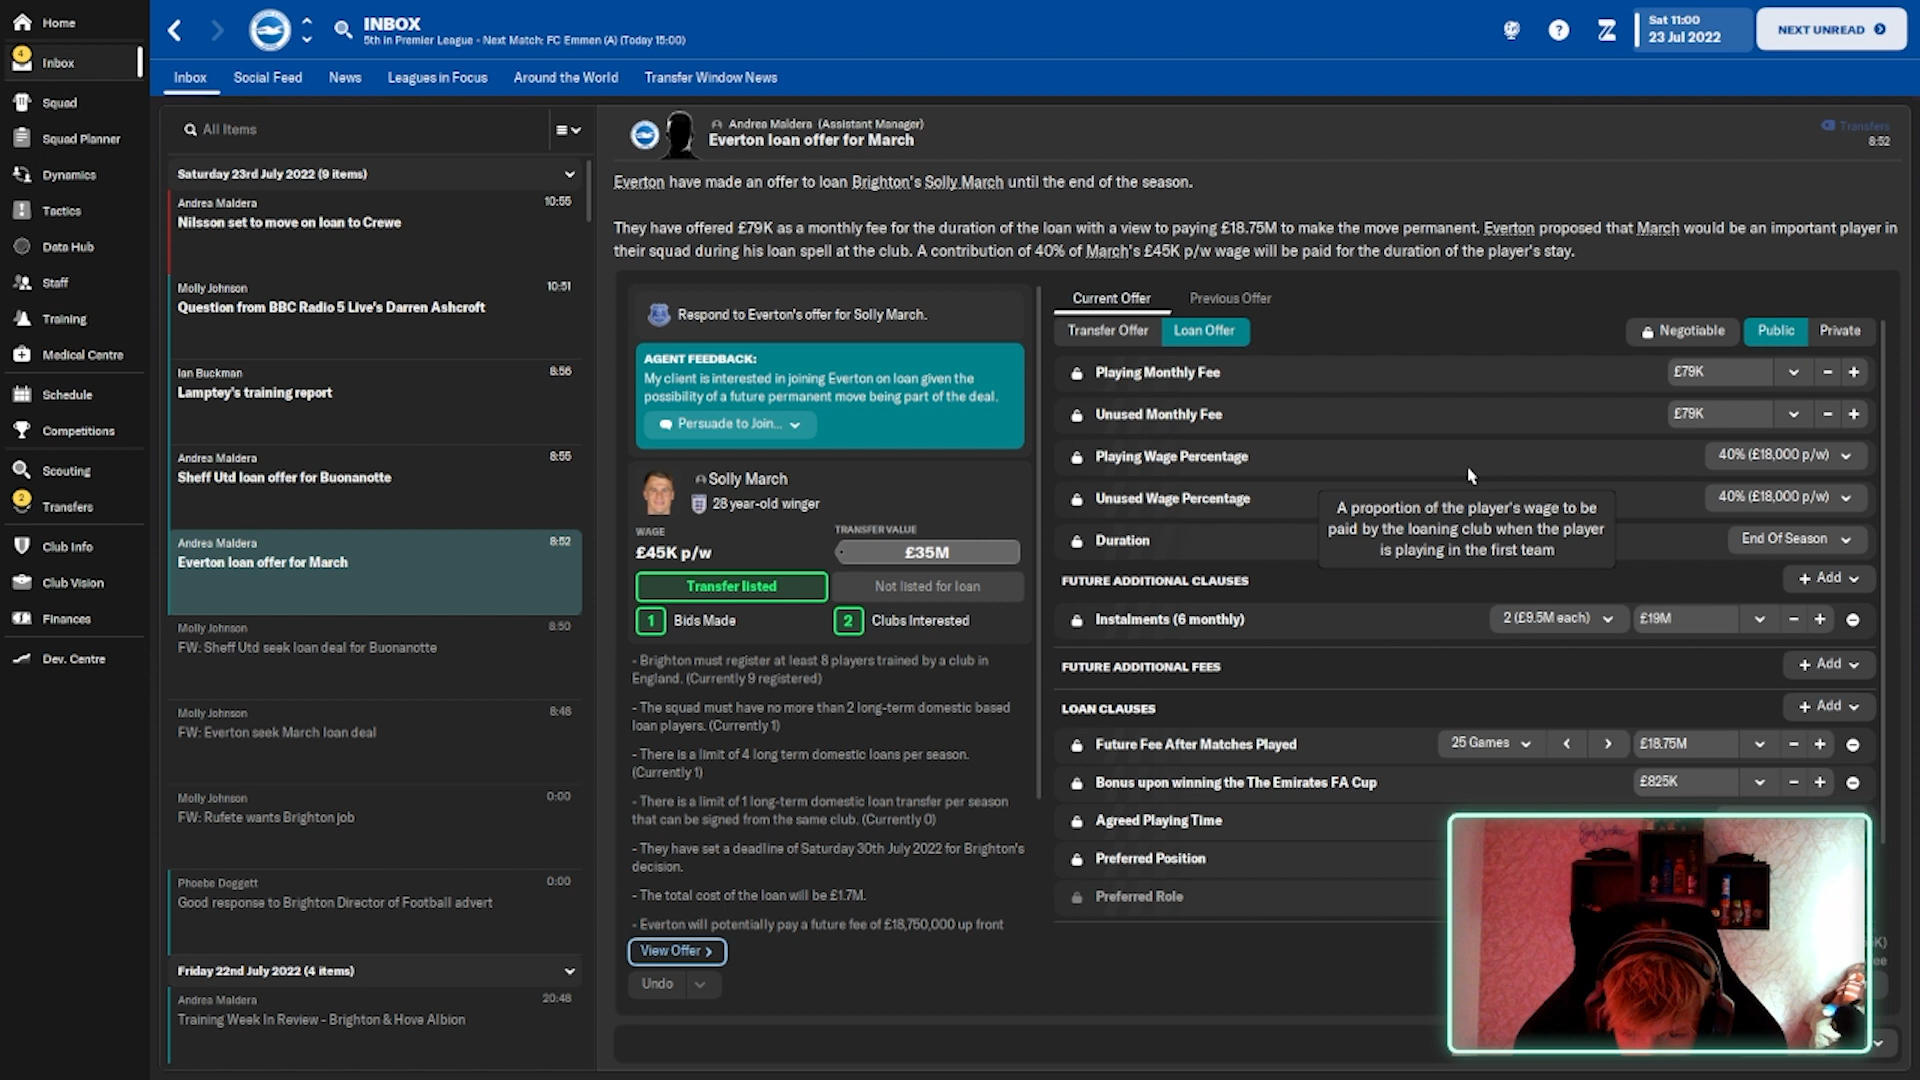 Home
Inbox
4
Squad
Squad Planner
Dynamics
Tactics
Data Hub
Staff
Training
Medical Centre
Schedule
Competitions
Scouting
2
Transfers
Club Info
Club Vision
Finances
Dev. Centre
INBOX
5th in Premier League - Next Match: FC Emmen (A) (Today 15:00)
Sat 11:00
23 Jul 2022
NEXT UNREAD
Inbox Social Feed News Leagues in Focus Around the World Transfer Window News
All Items
Saturday 23rd July 2022 (9 items)
Andrea Maldera 10:55
Nilsson set to move on loan to Crewe
Molly Johnson 10:51
Question from BBC Radio 5 Live's Darren Ashcroft
Ian Buckman 8:56
Lamptey's training report
Andrea Maldera 8:55
Sheff Utd loan offer for Buonanotte
Andrea Maldera 8:52
Everton loan offer for March
Molly Johnson 8:50
FW: Sheff Utd seek loan deal for Buonanotte
Molly Johnson 8:48
FW: Everton seek March loan deal
Molly Johnson 0:00
FW: Rufete wants Brighton job
Phoebe Doggett 0:00
Good response to Brighton Director of Football advert
Friday 22nd July 2022 (4 items)
Andrea Maldera 20:48
Training Week In Review - Brighton & Hove Albion
Andrea Maldera (Assistant Manager)
Everton loan offer for March
Transfers
8:52
Everton have made an offer to loan Brighton's Solly March until the end of the season.
They have offered £79K as a monthly fee for the duration of the loan with a view to paying £18.75M to make the move permanent. Everton proposed that March would be an important player in
their squad during his loan spell at the club. A contribution of 40% of March's £45K p/w wage will be paid for the duration of the player's stay.
Respond to Everton's offer for Solly March.
AGENT FEEDBACK:
My client is interested in joining Everton on loan given the
possibility of a future permanent move being part of the deal.
Persuade to Join...
Solly March
28 year-old winger
WAGE TRANSFER VALUE
£45K p/w £35M
Transfer listed Not listed for loan
1 Bids Made 2 Clubs Interested
- Brighton must register at least 8 players trained by a club in
England. (Currently 9 registered)
- The squad must have no more than 2 long-term domestic based
loan players. (Currently 1)
- There is a limit of 4 long term domestic loans per season.
(Currently 1)
- There is a limit of 1 long-term domestic loan transfer per season
that can be signed from the same club. (Currently 0)
- They have set a deadline of Saturday 30th July 2022 for Brighton's
decision.
- The total cost of the loan will be £1.7M.
- Everton will potentially pay a future fee of £18,750,000 up front
View Offer >
Undo
Current Offer Previous Offer
Transfer Offer Loan Offer Negotiable Public Private
Playing Monthly Fee £79K
Unused Monthly Fee £79K
Playing Wage Percentage 40% (£18,000 p/w)
Unused Wage Percentage 40% (£18,000 p/w)
A proportion of the player's wage to be
paid by the loaning club when the player
is playing in the first team
Duration End Of Season
FUTURE ADDITIONAL CLAUSES + Add
Instalments (6 monthly) 2 (£9.5M each) £19M
FUTURE ADDITIONAL FEES + Add
LOAN CLAUSES + Add
Future Fee After Matches Played 25 Games £18.75M
Bonus upon winning the The Emirates FA Cup £825K
Agreed Playing Time
Preferred Position
Preferred Role